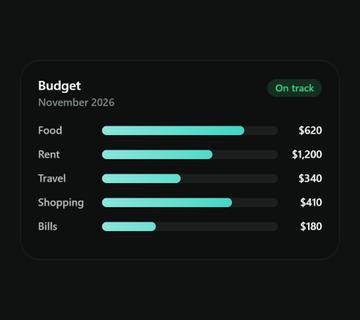 Budget
On track
November 2026
Food $620
Rent $1,200
Travel $340
Shopping $410
Bills $180